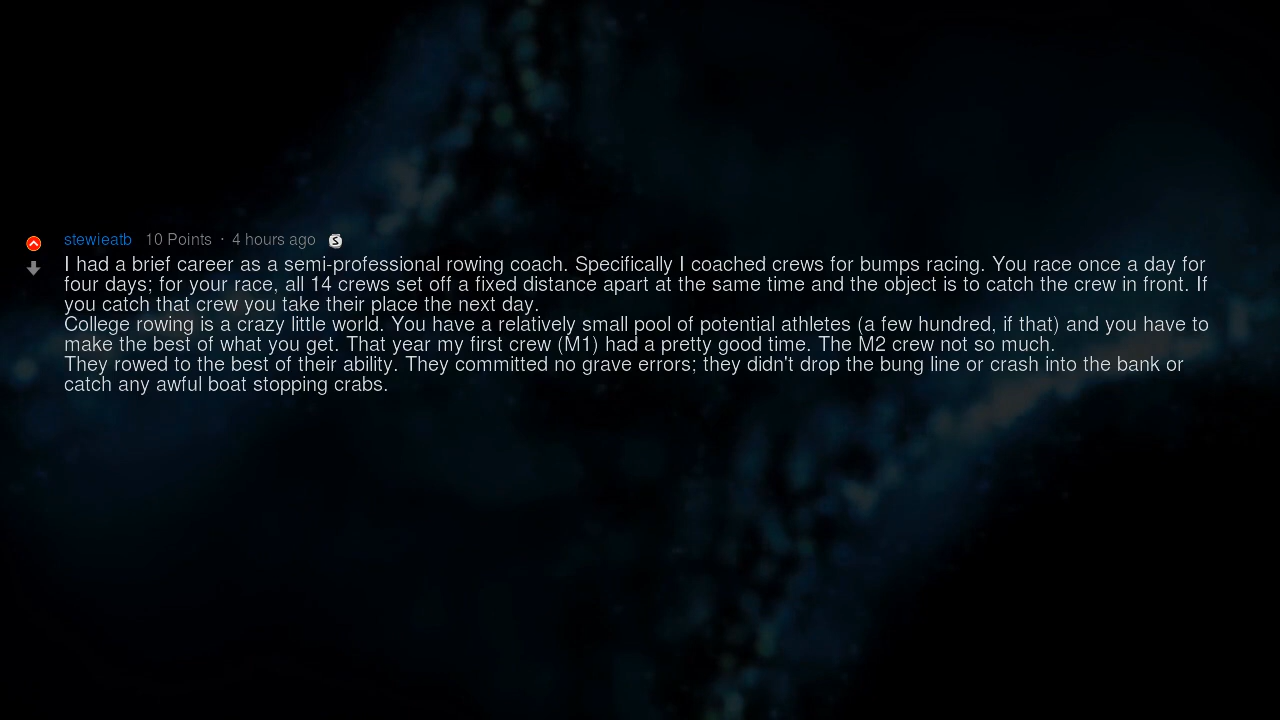 stewieatb 10 Points · 4 hours ago S
I had a brief career as a semi-professional rowing coach. Specifically I coached crews for bumps racing. You race once a day for
four days; for your race, all 14 crews set off a fixed distance apart at the same time and the object is to catch the crew in front. If
you catch that crew you take their place the next day.
College rowing is a crazy little world. You have a relatively small pool of potential athletes (a few hundred, if that) and you have to
make the best of what you get. That year my first crew (M1) had a pretty good time. The M2 crew not so much.
They rowed to the best of their ability. They committed no grave errors; they didn't drop the bung line or crash into the bank or
catch any awful boat stopping crabs.